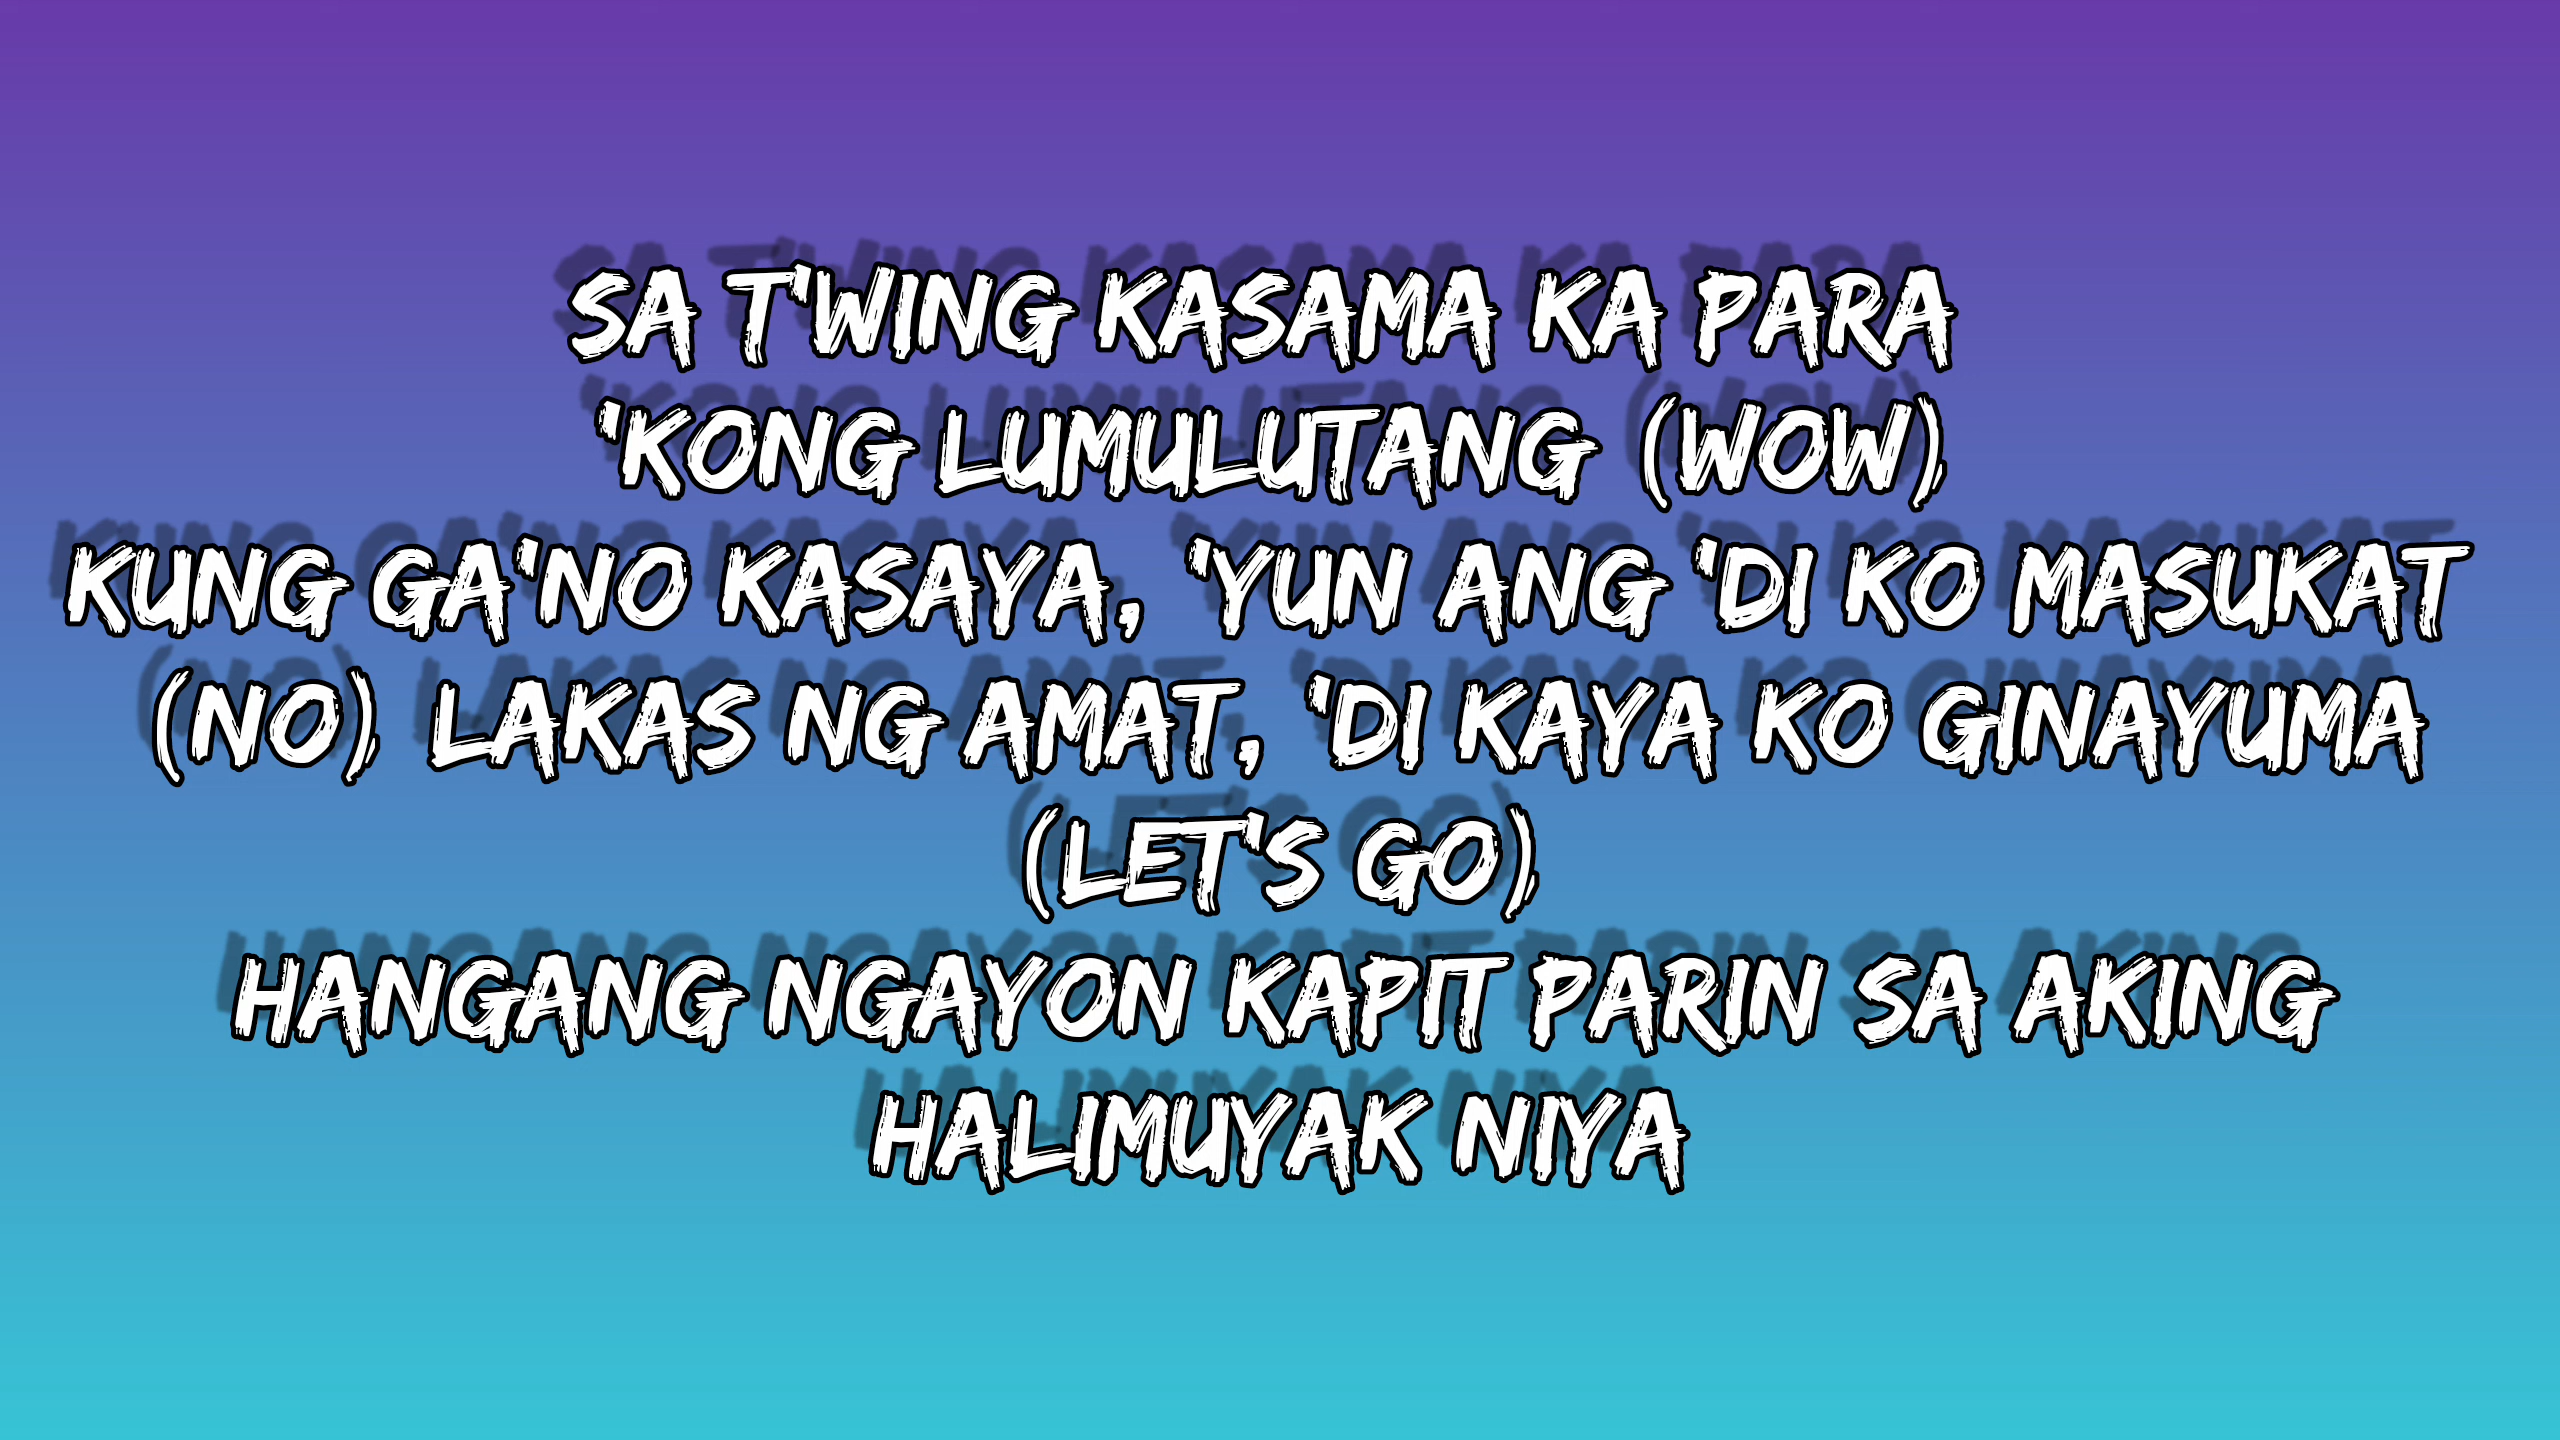 SA T'WING KASAMA KA PARA
'KONG LUMULUTANG (WOW)
KUNG GA'NO KASAYA, 'YUN ANG 'DI KO MASUKAT
(NO) LAKAS NG AMAT, 'DI KAYA KO GINAYUMA
(LET'S GO)
HANGANG NGAYON KAPIT PARIN SA AKING
HALIMUYAK NIYA